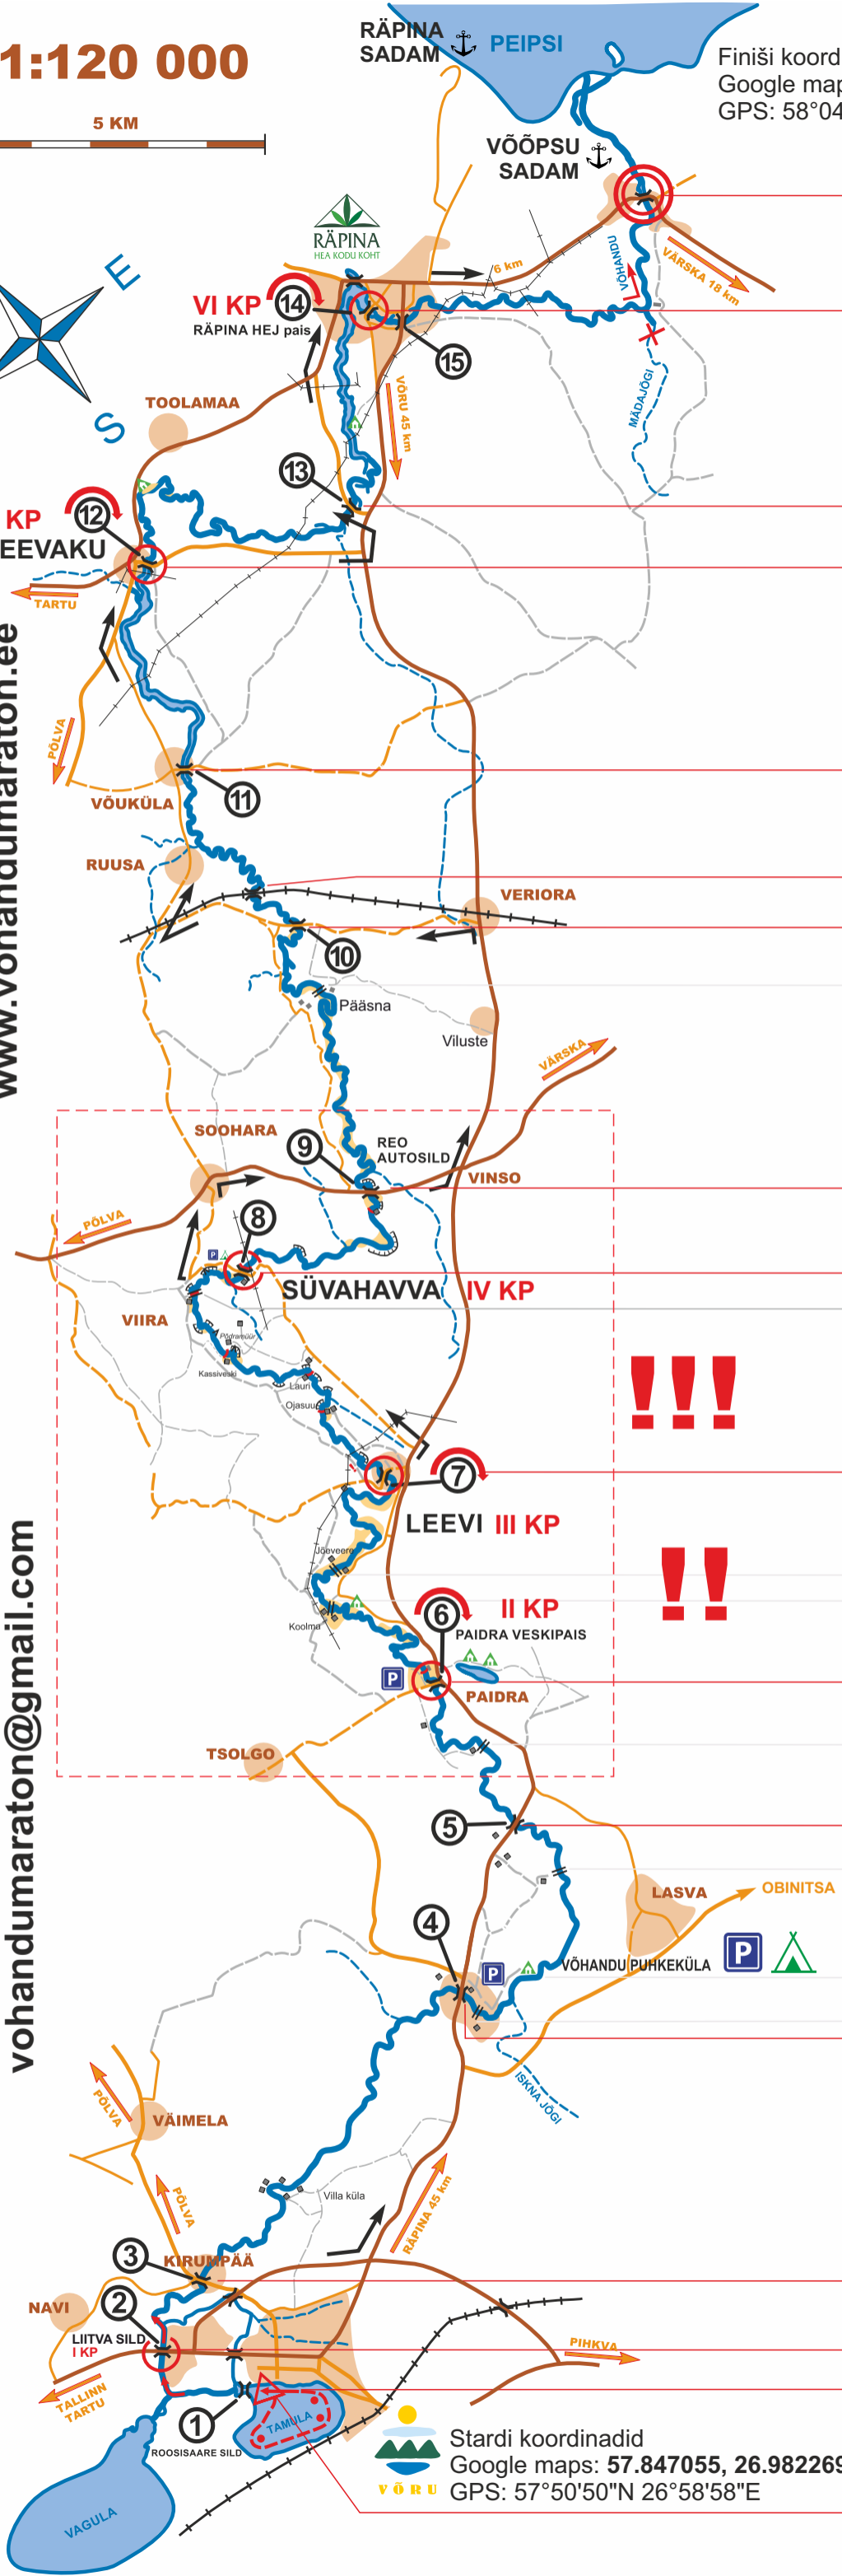 RÄPINA
SADAM
PEIPSI
1:120 000
Finiši koord
Google map
GPS: 58°04
5 KM
VÕÕPSU
SADAM
RÄPINA
HEA KODU KOHT
6 km
VÕHANDU
VÄRSKA 18 km
E
VI KP
14
RÄPINA HEJ pais
15
MÄDAJÕGI
TOOLAMAA
VÕRU 45 km
S
13
KP
12
EEVAKU
TARTU
www.vohandumaraton.ee
PÕLVA
11
VÕUKÜLA
RUUSA
VERIORA
10
Pääsna
Viluste
VÄRSKA
SOOHARA
9
REO
AUTOSILD
VINSO
PÕLVA
8
P
SÜVAHAVVA
IV KP
VIIRA
Põdramüür
Kassiveski
Lauri
Ojasuu
!!!
7
LEEVI III KP
vohandumaraton@gmail.com
Jõeveere
!!
Koolma
6
II KP
PAIDRA VESKIPAIS
P
PAIDRA
TSOLGO
5
LASVA
OBINITSA
4
P
VÕHANDU PUHKEKÜLA
P
ISKNA JÕGI
PÕLVA
VÄIMELA
PÕLVA
Villa küla
RÄPINA 45 km
3
KIRUMPÄÄ
NAVI
2
LIITVA SILD
I KP
PIHKVA
TALLINN
TARTU
1
ROOSISAARE SILD
TAMULA
VÕRU
Stardi koordinadid
Google maps: 57.847055, 26.982269
GPS: 57°50'50"N 26°58'58"E
VAGULA